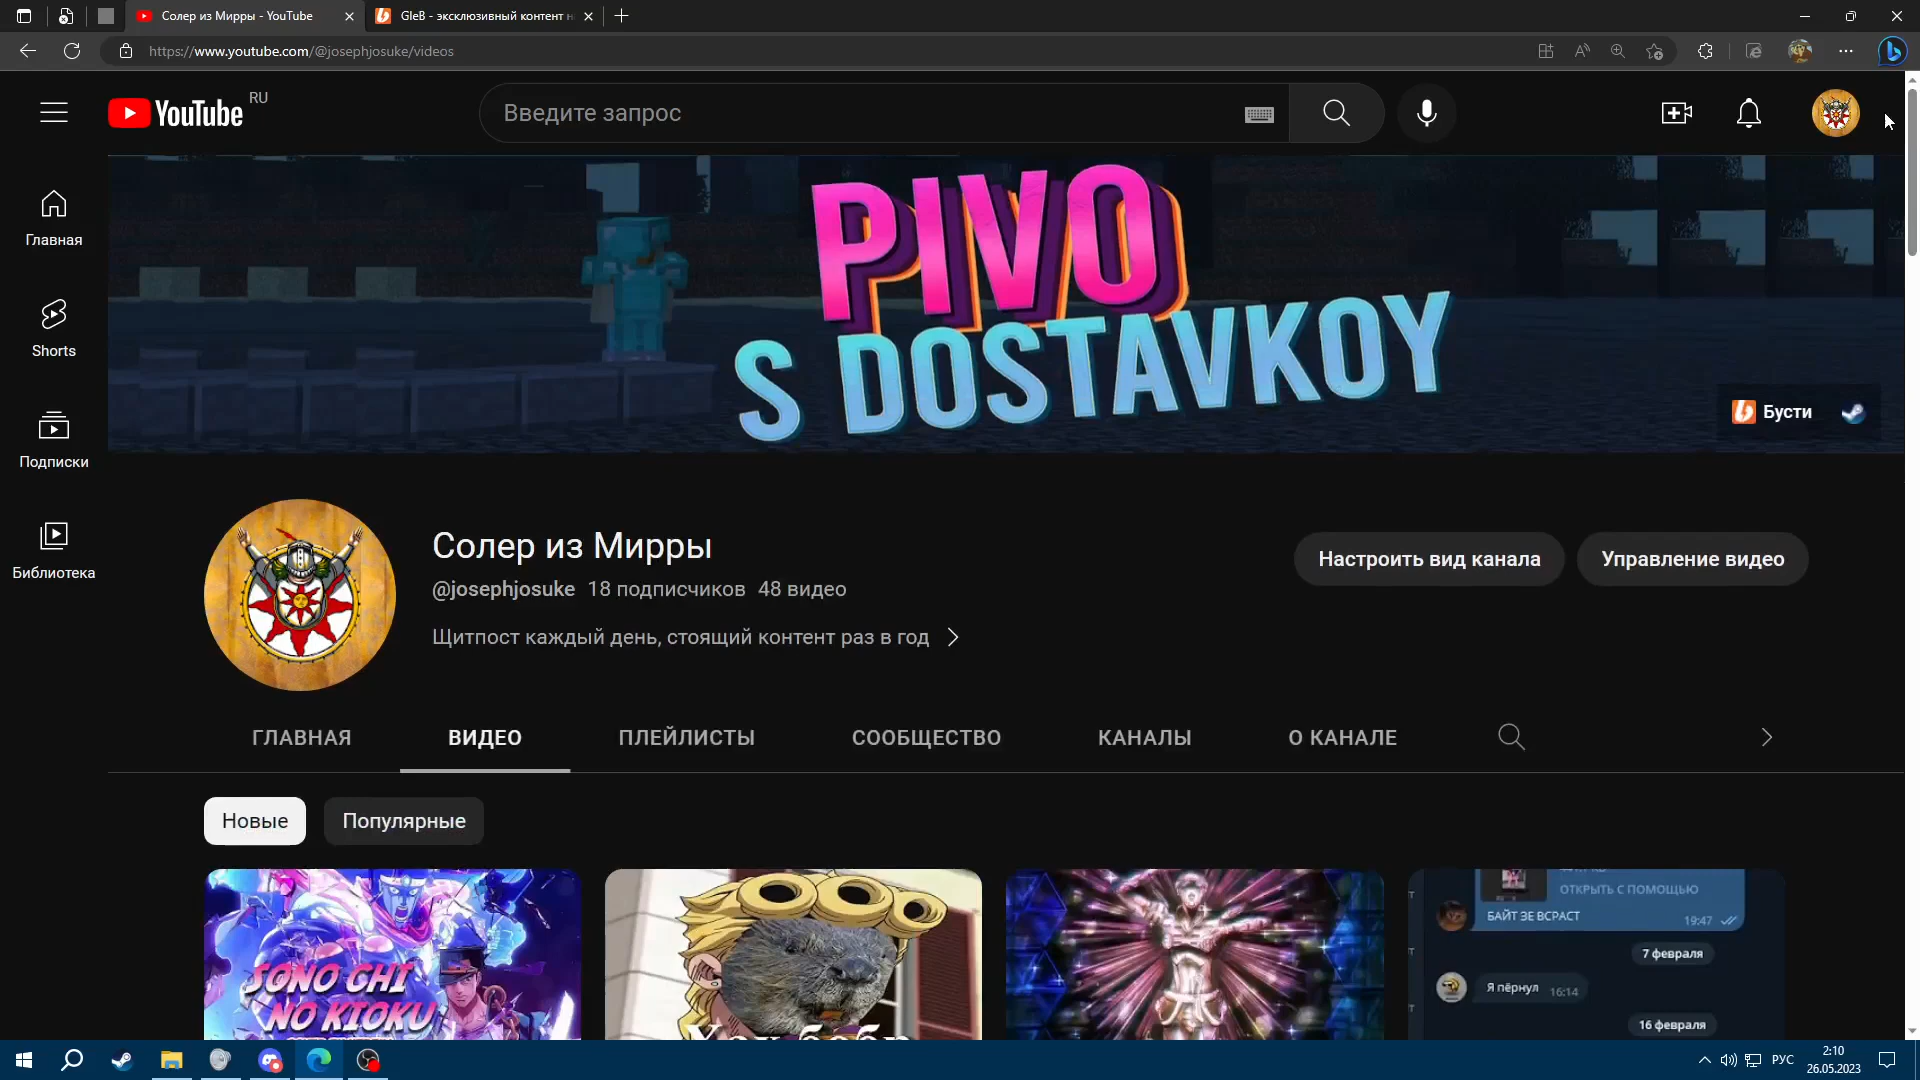 Солер из Мирры - YouTube
GleB - эксклюзивный контент н
https://www.youtube.com/@josephjosuke/videos
YouTube
RU
Введите запрос
PIVO
S DOSTAVKOY
Бусти
Главная
Shorts
Подписки
Библиотека
Солер из Мирры
@josephjosuke 18 подписчиков 48 видео
Щитпост каждый день, стоящий контент раз в год
Настроить вид канала
Управление видео
ГЛАВНАЯ
ВИДЕО
ПЛЕЙЛИСТЫ
СООБЩЕСТВО
КАНАЛЫ
О КАНАЛЕ
Новые
Популярные
SONO CHI
NO KIOKU
ОТКРЫТЬ С ПОМОЩЬЮ
БАЙТ ЗЕ ВСРАСТ
19:47
7 февраля
Я пёрнул 16:14
16 февраля
РУС
2:10
26.05.2023